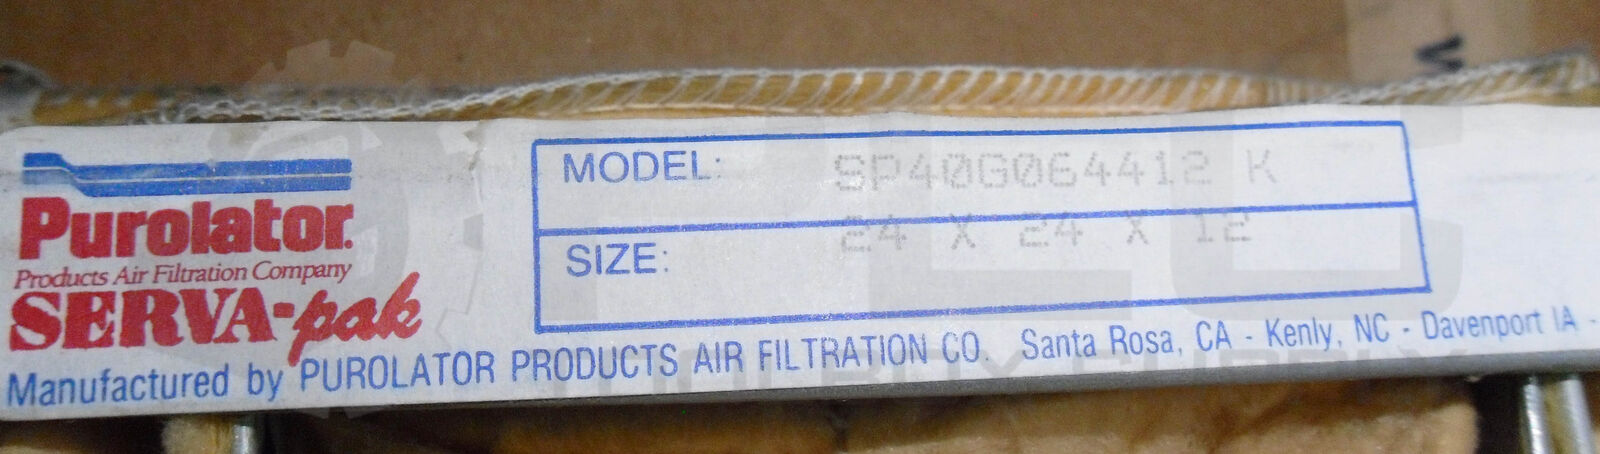 MODEL: SP40G064412 K
SIZE: 24 X 24 X 12
Purolator
Products Air Filtration Company
SERVA-pak
Manufactured by PUROLATOR PRODUCTS AIR FILTRATION CO. Santa Rosa, CA - Kenly, NC - Davenport IA -